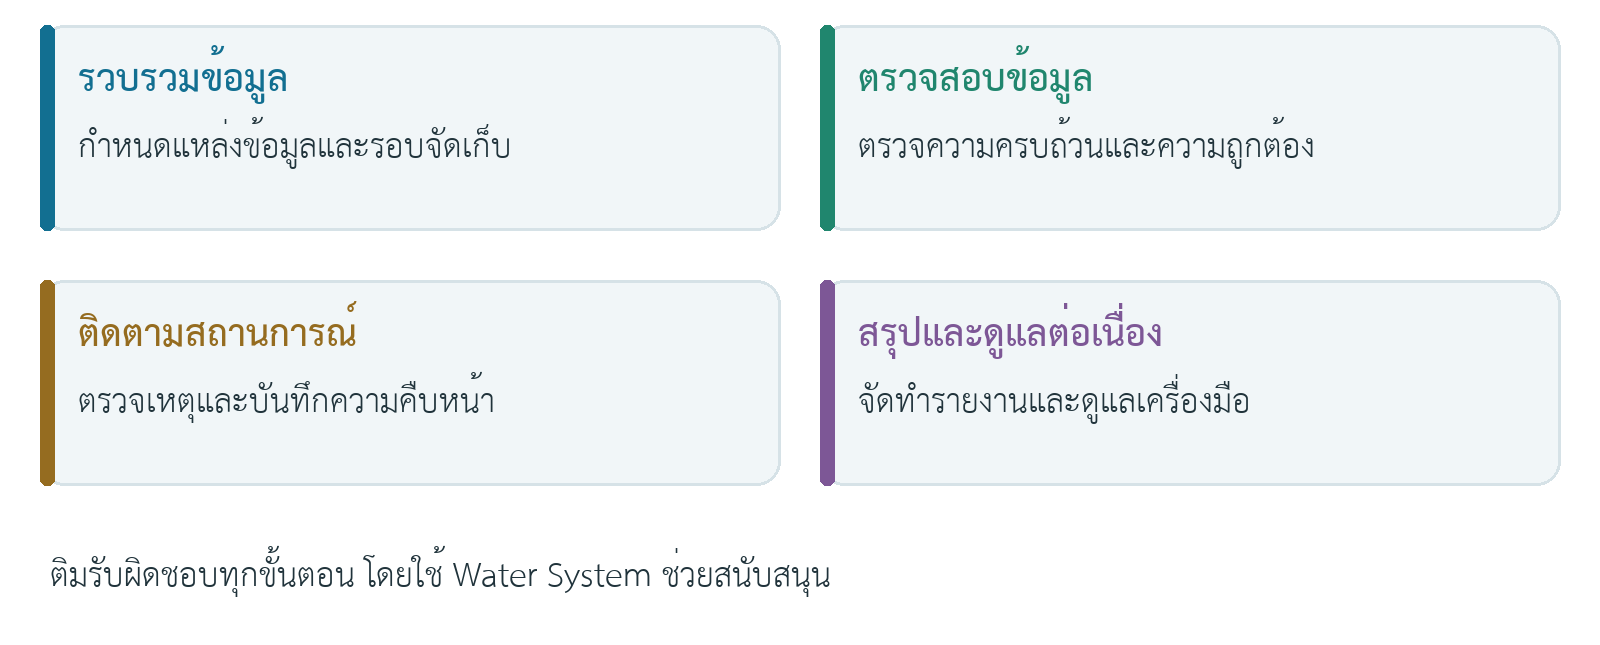 รวบรวมข้อมูล
กำหนดแหล่งข้อมูลและรอบจัดเก็บ
ตรวจสอบข้อมูล
ตรวจความครบถ้วนและความถูกต้อง
ติดตามสถานการณ์
ตรวจเหตุและบันทึกความคืบหน้า
สรุปและดูแลต่อเนื่อง
จัดทำรายงานและดูแลเครื่องมือ
ติมรับผิดชอบทุกขั้นตอน โดยใช้ Water System ช่วยสนับสนุน